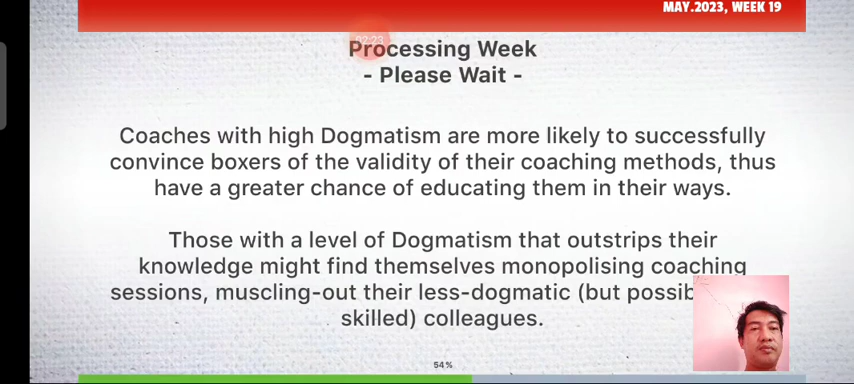 MAY.2023, WEEK 19
02:23
Processing Week
- Please Wait -
Coaches with high Dogmatism are more likely to successfully
convince boxers of the validity of their coaching methods, thus
have a greater chance of educating them in their ways.
Those with a level of Dogmatism that outstrips their
knowledge might find themselves monopolising coaching
sessions, muscling-out their less-dogmatic (but
skilled) colleagues.
54%